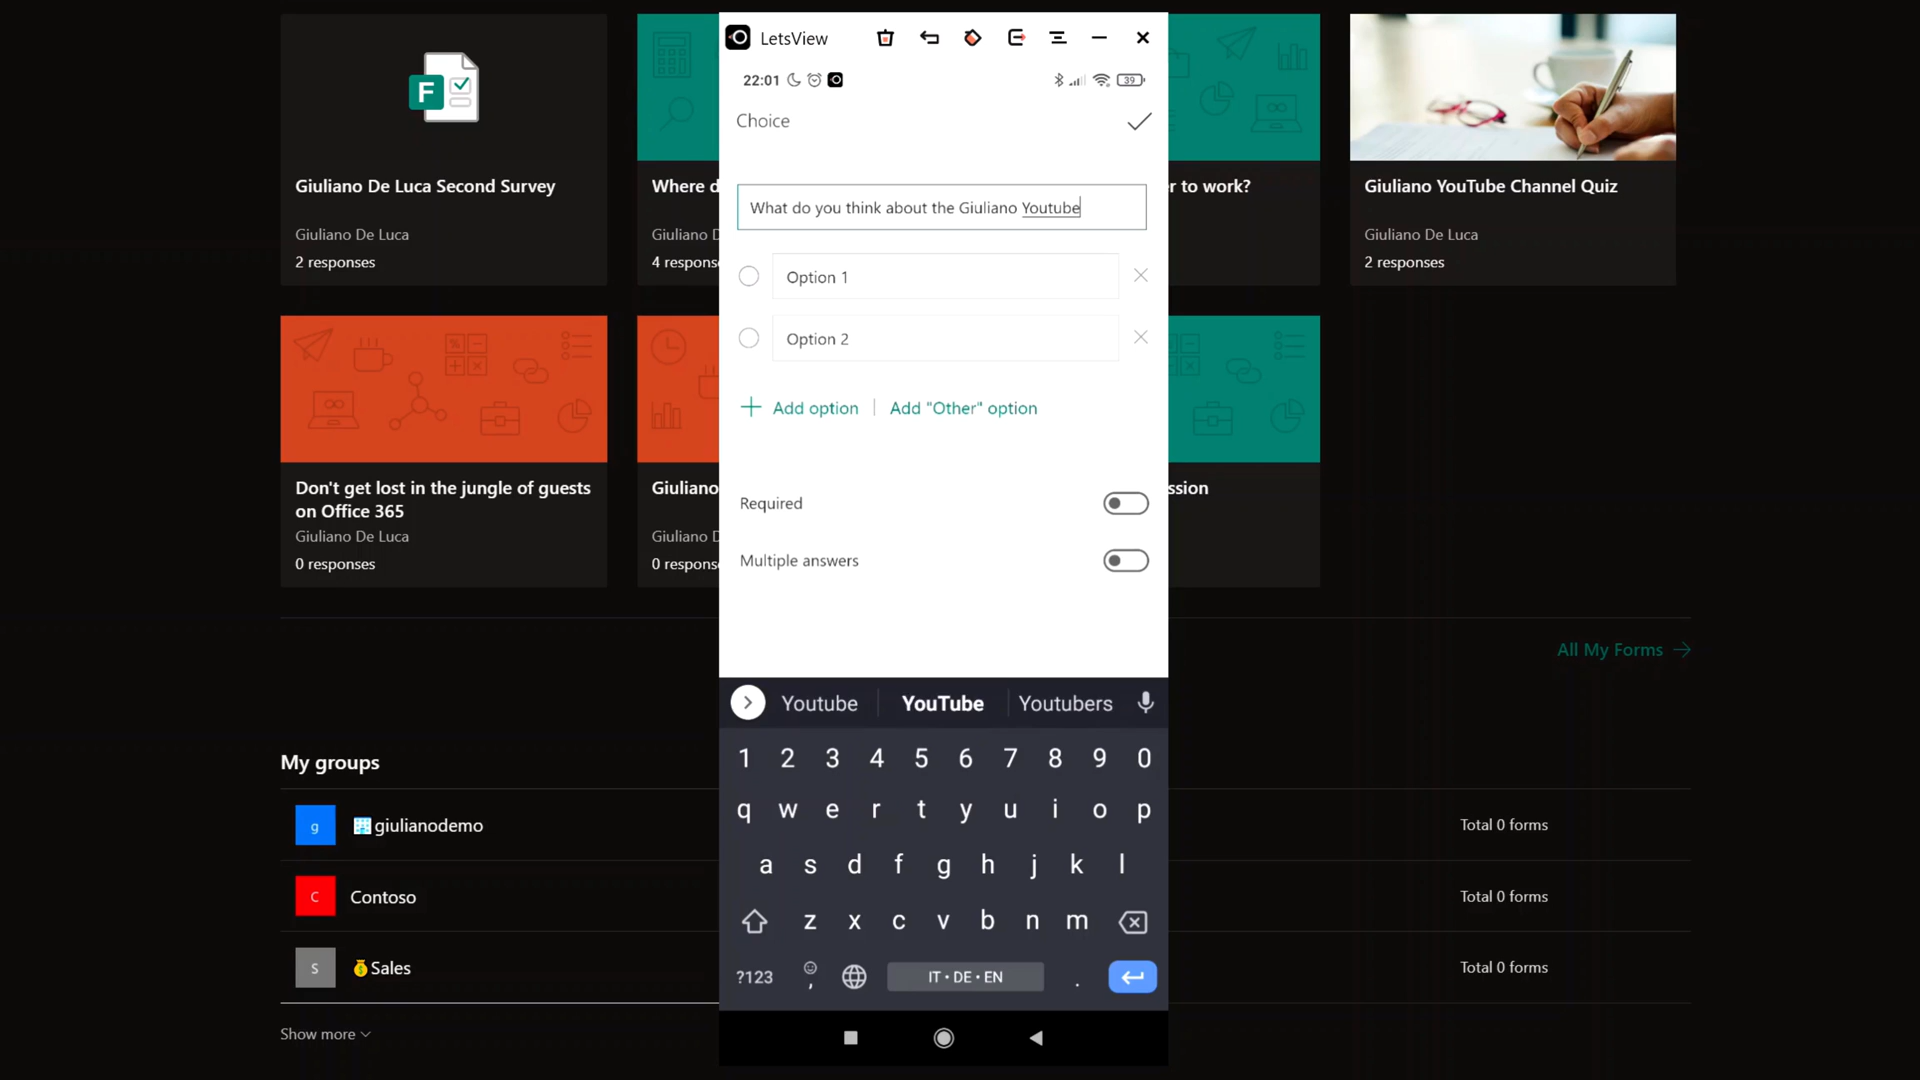 LetsView
22:01
39
Choice
What do you think about the Giuliano Youtube
Option 1
Option 2
Add option
Add "Other" option
Required
Multiple answers
Youtube
YouTube
Youtubers
1 2 3 4 5 6 7 8 9 0
q w e r t y u i o p
a s d f g h j k l
z x c v b n m
?123 , IT • DE • EN .
F
Giuliano De Luca Second Survey
Giuliano De Luca
2 responses
Where d
r to work?
Giuliano D
4 respons
Giuliano YouTube Channel Quiz
Giuliano De Luca
2 responses
Don't get lost in the jungle of guests
on Office 365
Giuliano De Luca
0 responses
Giuliano
ssion
Giuliano D
0 respons
All My Forms
My groups
g giulianodemo Total 0 forms
C Contoso Total 0 forms
S Sales Total 0 forms
Show more